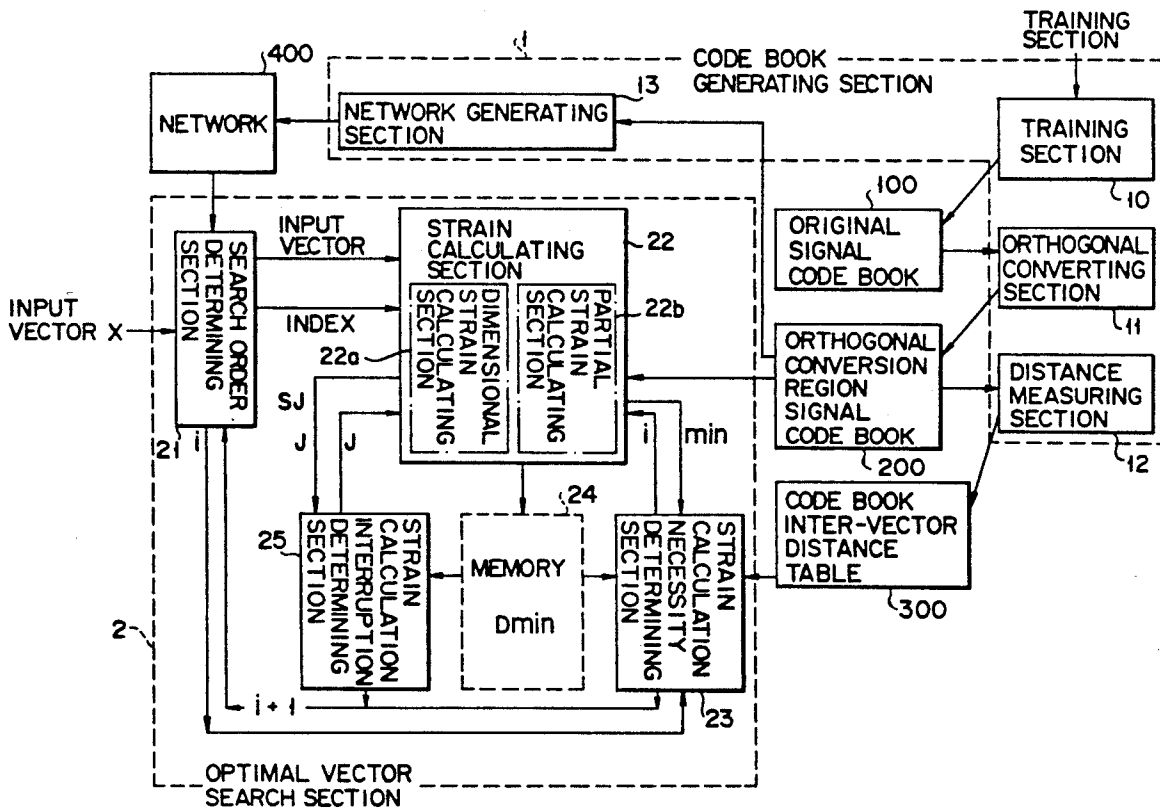 TRAINING
SECTION
1
CODE BOOK
GENERATING SECTION
400
NETWORK
13
NETWORK GENERATING
SECTION
TRAINING
SECTION
10
100
ORIGINAL
SIGNAL
CODE BOOK
ORTHOGONAL
CONVERTING
SECTION
11
INPUT
VECTOR X
SEARCH ORDER
DETERMINING
SECTION
21
INPUT
VECTOR
INDEX
STRAIN
CALCULATING
SECTION
22
DIMENSIONAL
STRAIN
CALCULATING
SECTION
22a
PARTIAL
STRAIN
CALCULATING
SECTION
22b
ORTHOGONAL
CONVERSION
REGION
SIGNAL
CODE BOOK
200
DISTANCE
MEASURING
SECTION
12
SJ
J
J
i
i
min
24
MEMORY
Dmin
25
STRAIN
CALCULATION
INTERRUPTION
DETERMINING
SECTION
STRAIN
CALCULATION
NECESSITY
DETERMINING
SECTION
23
CODE BOOK
INTER-VECTOR
DISTANCE
TABLE
300
2
i + 1
OPTIMAL VECTOR
SEARCH SECTION